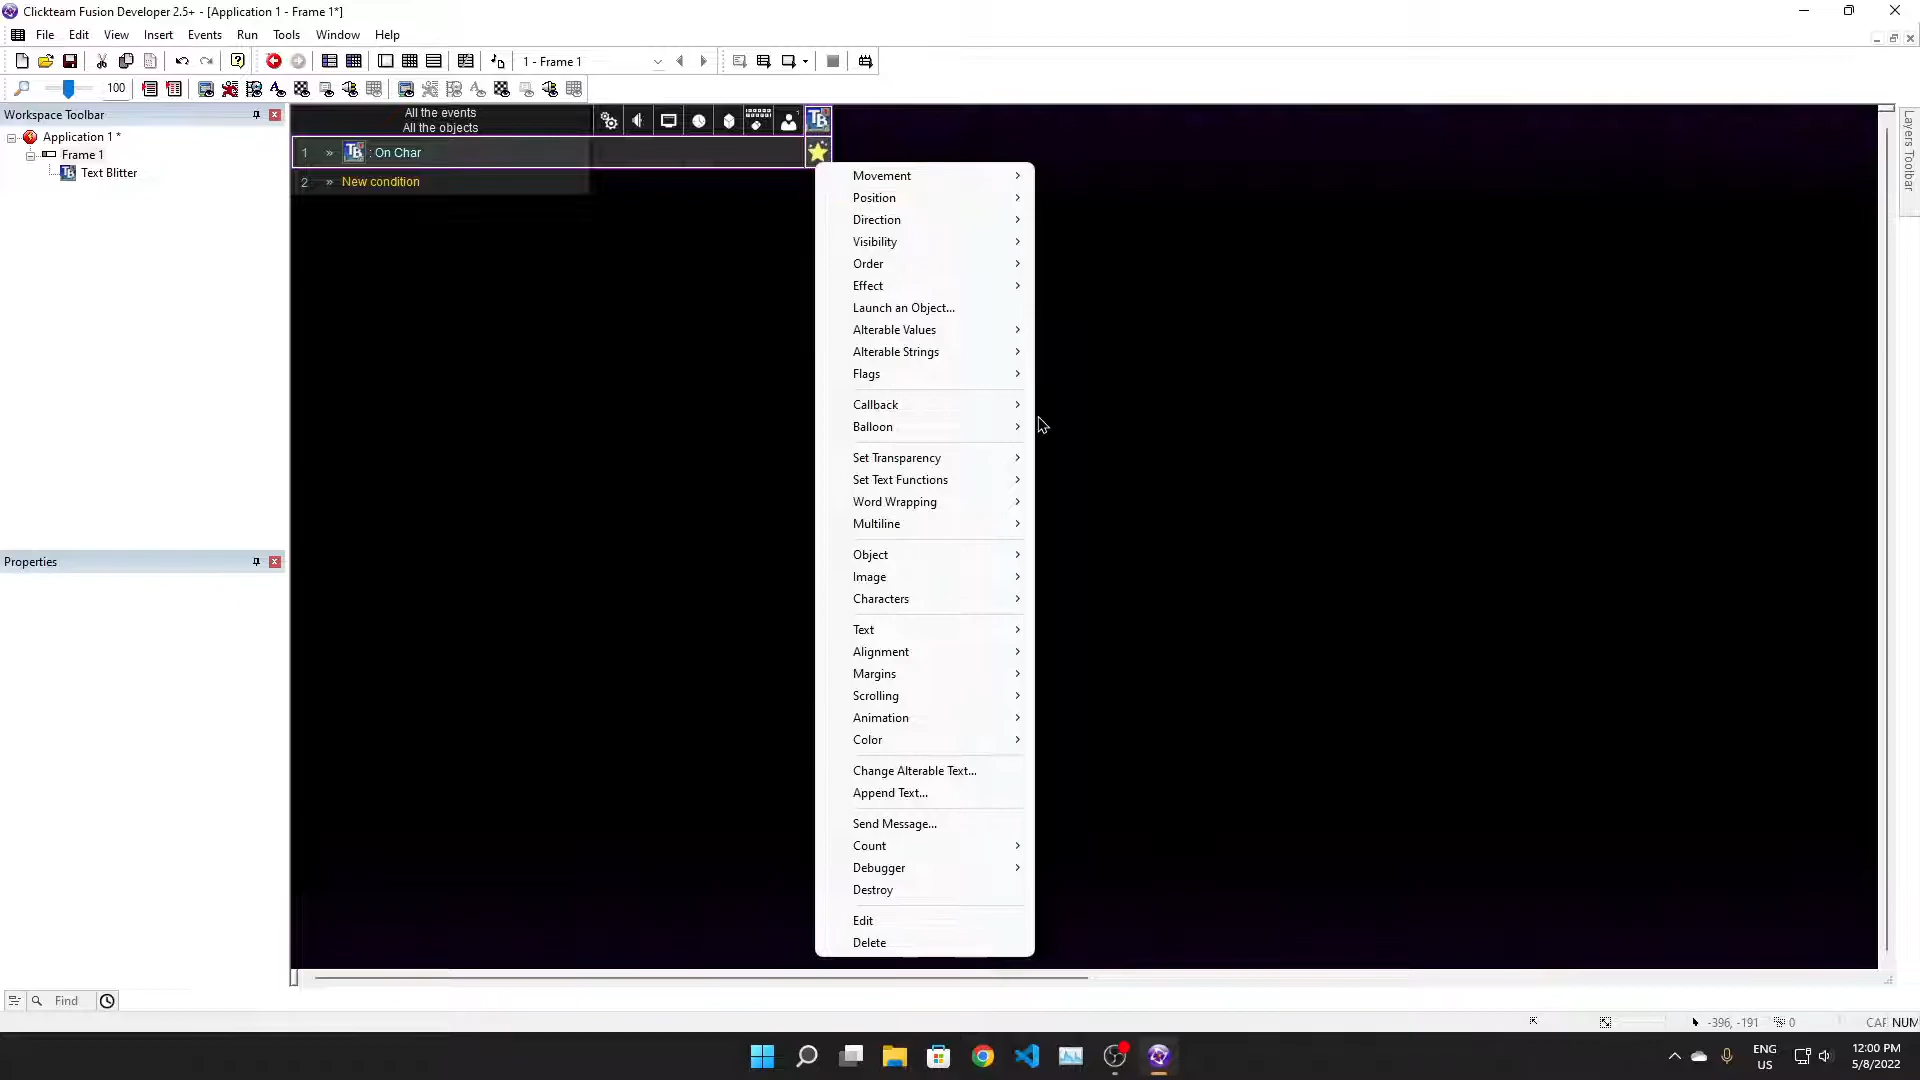 Clickteam Fusion Developer 2.5+ - [Application 1 - Frame 1*]
File Edit View Insert Events Run Tools Window Help
1 - Frame 1
100
Workspace Toolbar
Application 1 *
Frame 1
Text Blitter
Properties
All the events
All the objects
1 » TB : On Char
2 » New condition
TB
Movement
Position
Direction
Visibility
Order
Effect
Launch an Object...
Alterable Values
Alterable Strings
Flags
Callback
Balloon
Set Transparency
Set Text Functions
Word Wrapping
Multiline
Object
Image
Characters
Text
Alignment
Margins
Scrolling
Animation
Color
Change Alterable Text...
Append Text...
Send Message...
Count
Debugger
Destroy
Edit
Delete
Layers Toolbar
Find
-396, -191 0 CAF NUM
ENG
US
12:00 PM
5/8/2022